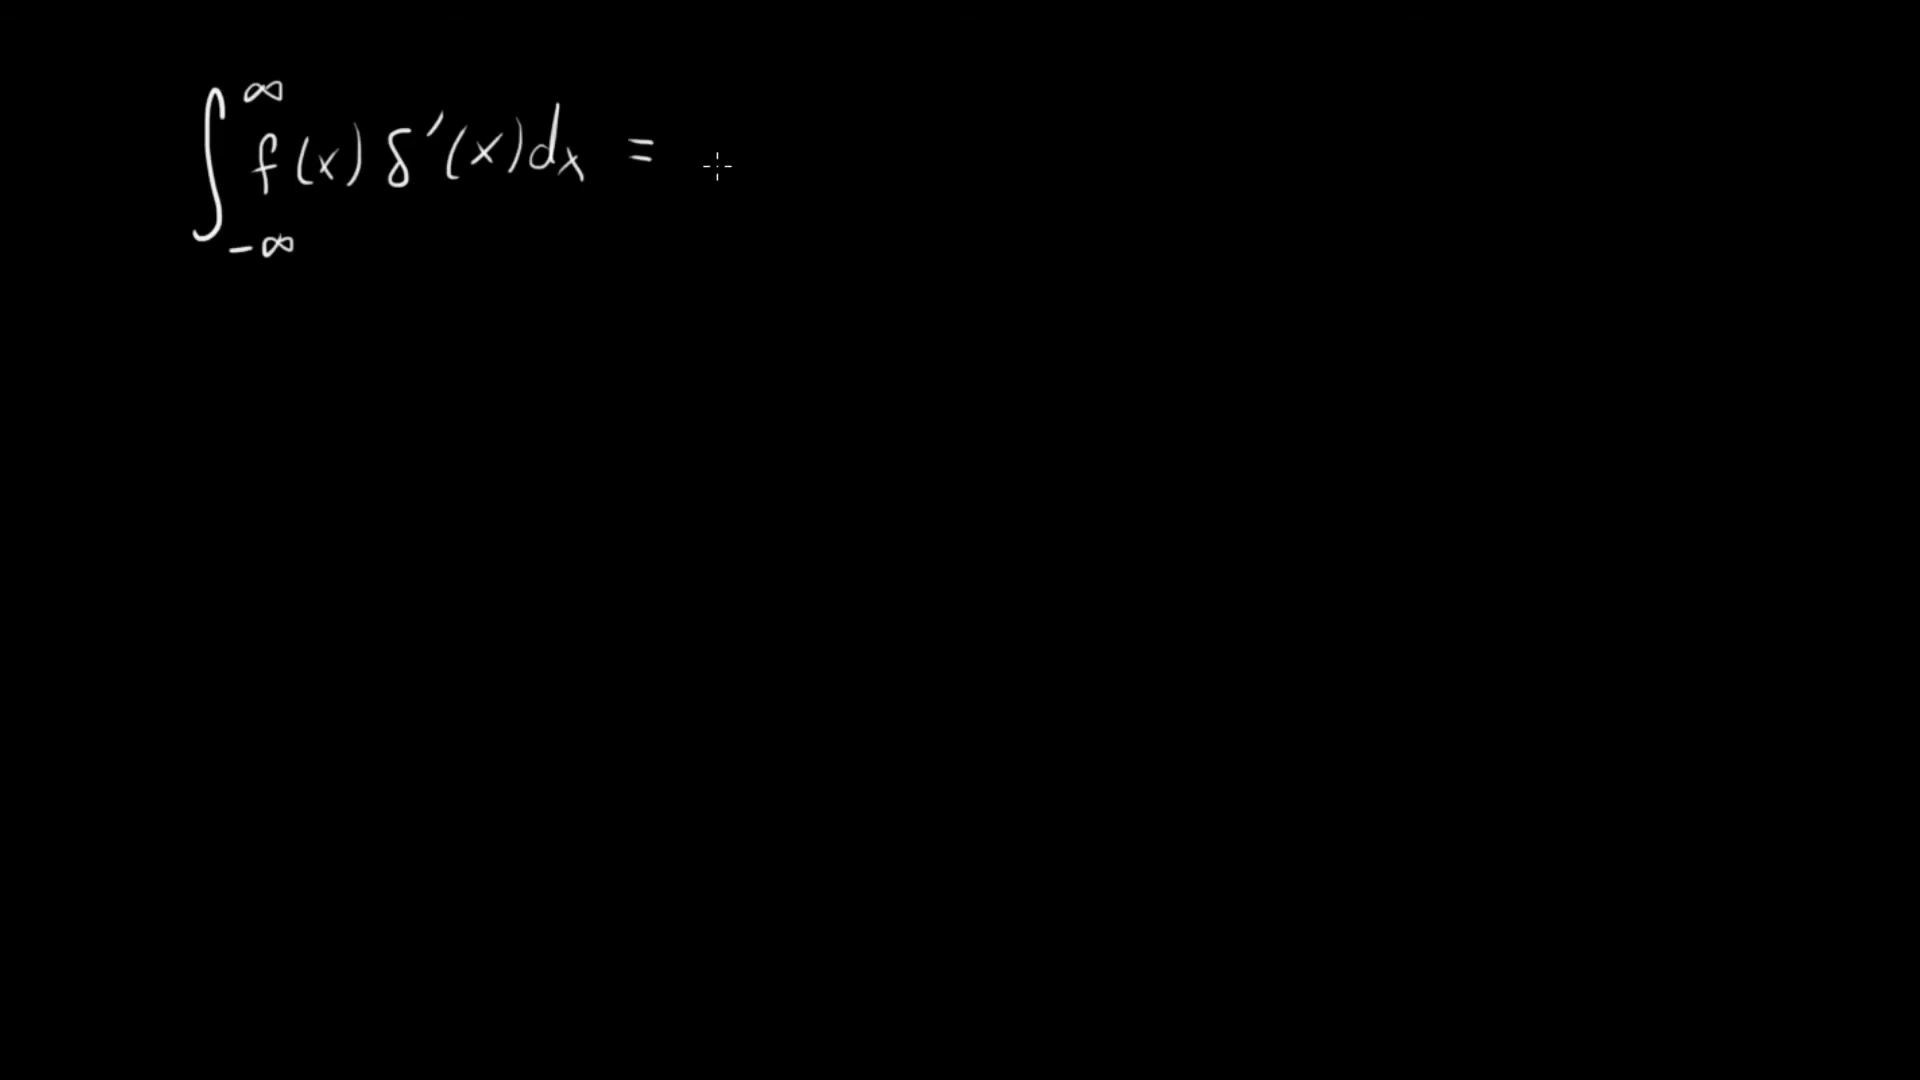 ∫_{-∞}^{∞} f(x) δ'(x) dx =